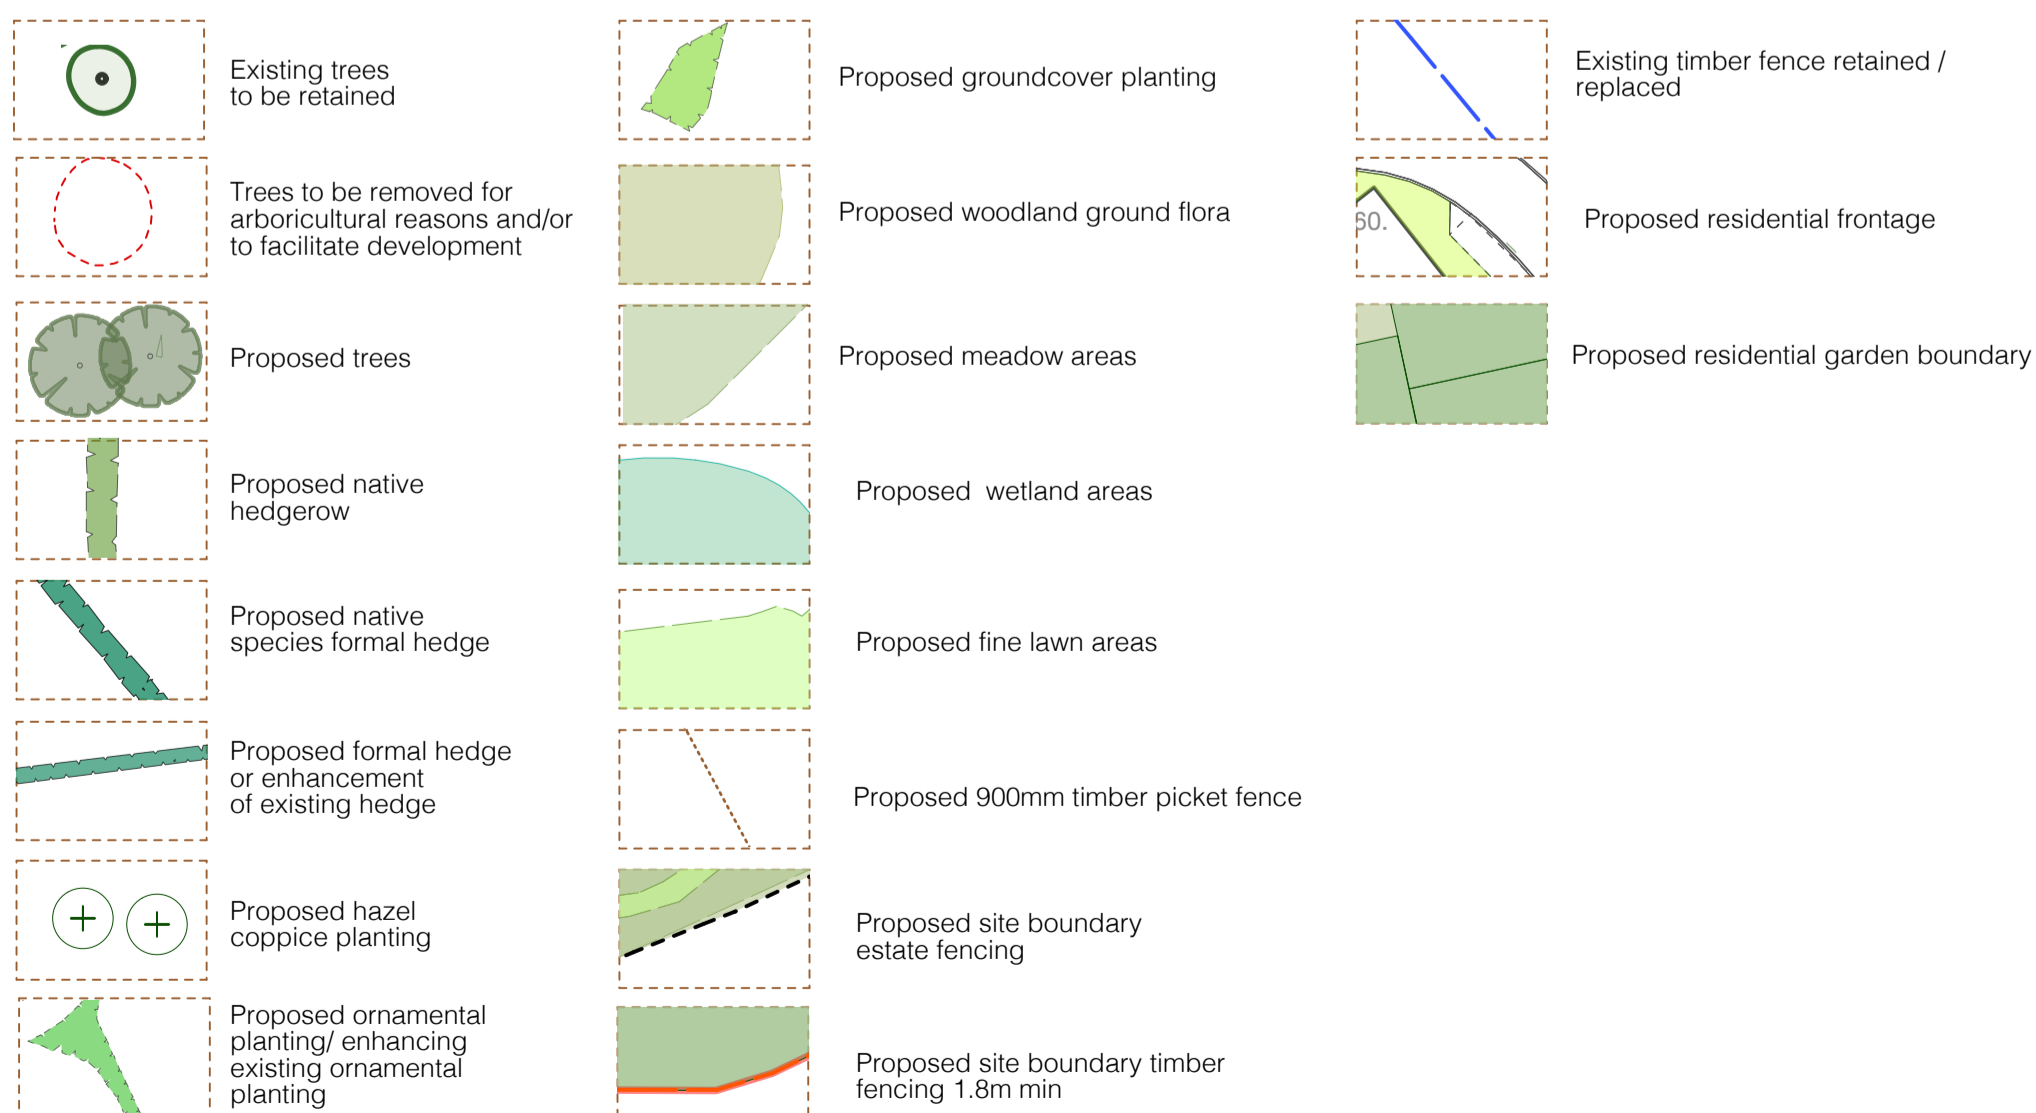 Existing trees
to be retained
Trees to be removed for
arboricultural reasons and/or
to facilitate development
Proposed trees
Proposed native
hedgerow
Proposed native
species formal hedge
Proposed formal hedge
or enhancement
of existing hedge
Proposed hazel
coppice planting
Proposed ornamental
planting/ enhancing
existing ornamental
planting
Proposed groundcover planting
Proposed woodland ground flora
Proposed meadow areas
Proposed  wetland areas
Proposed fine lawn areas
Proposed 900mm timber picket fence
Proposed site boundary
estate fencing
Proposed site boundary timber
fencing 1.8m min
Existing timber fence retained /
replaced
60.
Proposed residential frontage
Proposed residential garden boundary